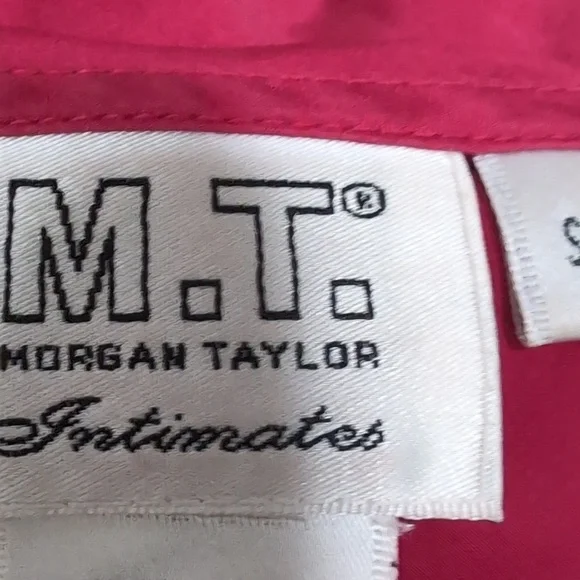 M.T.®
MORGAN TAYLOR
Intimates
S